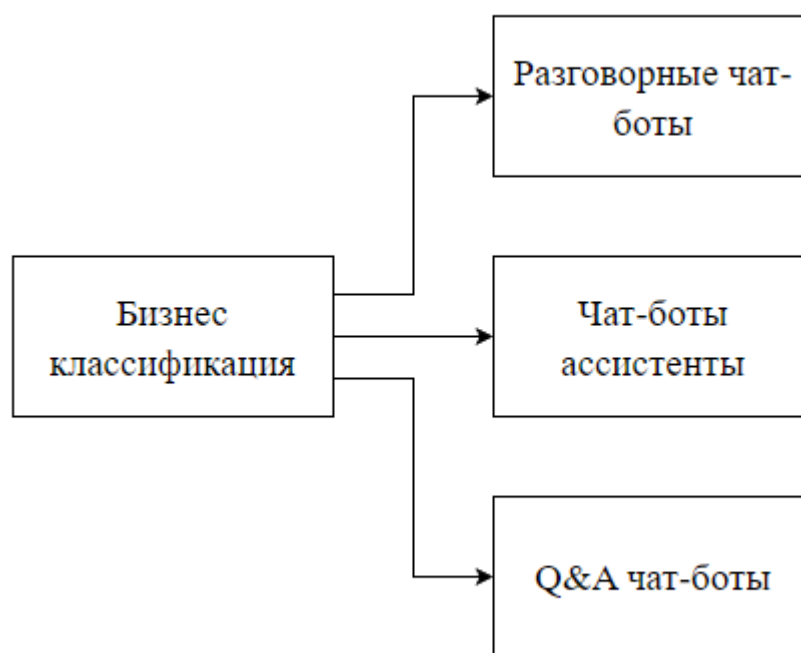 Разговорные чат-
боты
Бизнес
классификация
Чат-боты
ассистенты
Q&A чат-боты